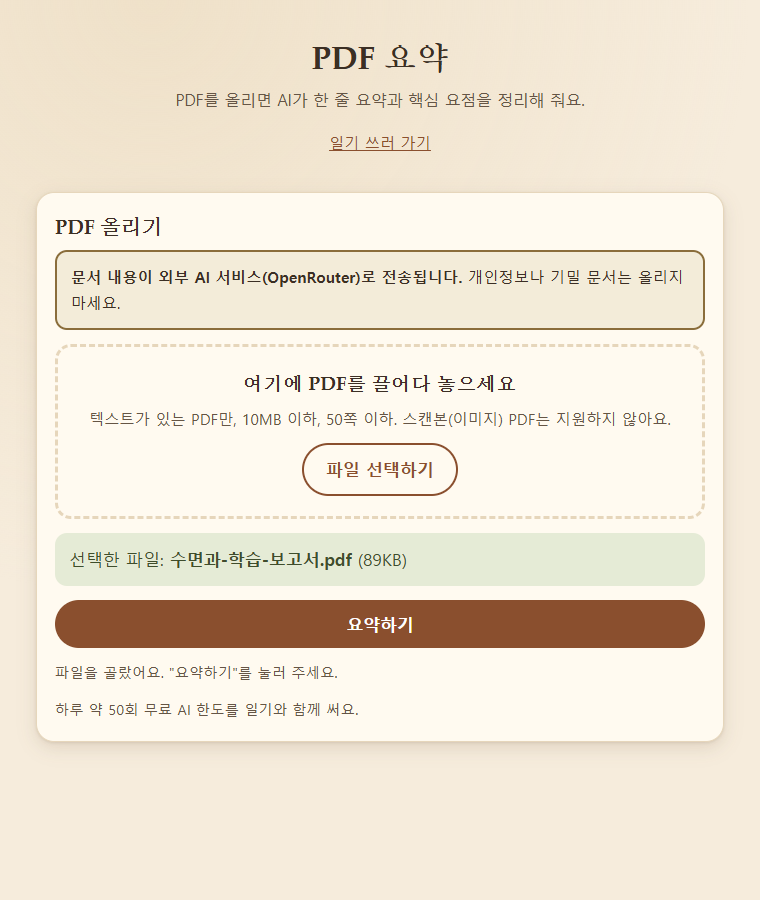 PDF 요약
PDF를 올리면 AI가 한 줄 요약과 핵심 요점을 정리해 줘요.
일기 쓰러 가기
PDF 올리기
문서 내용이 외부 AI 서비스(OpenRouter)로 전송됩니다. 개인정보나 기밀 문서는 올리지
마세요.
여기에 PDF를 끌어다 놓으세요
텍스트가 있는 PDF만, 10MB 이하, 50쪽 이하. 스캔본(이미지) PDF는 지원하지 않아요.
파일 선택하기
선택한 파일: 수면과-학습-보고서.pdf (89KB)
요약하기
파일을 골랐어요. "요약하기"를 눌러 주세요.
하루 약 50회 무료 AI 한도를 일기와 함께 써요.